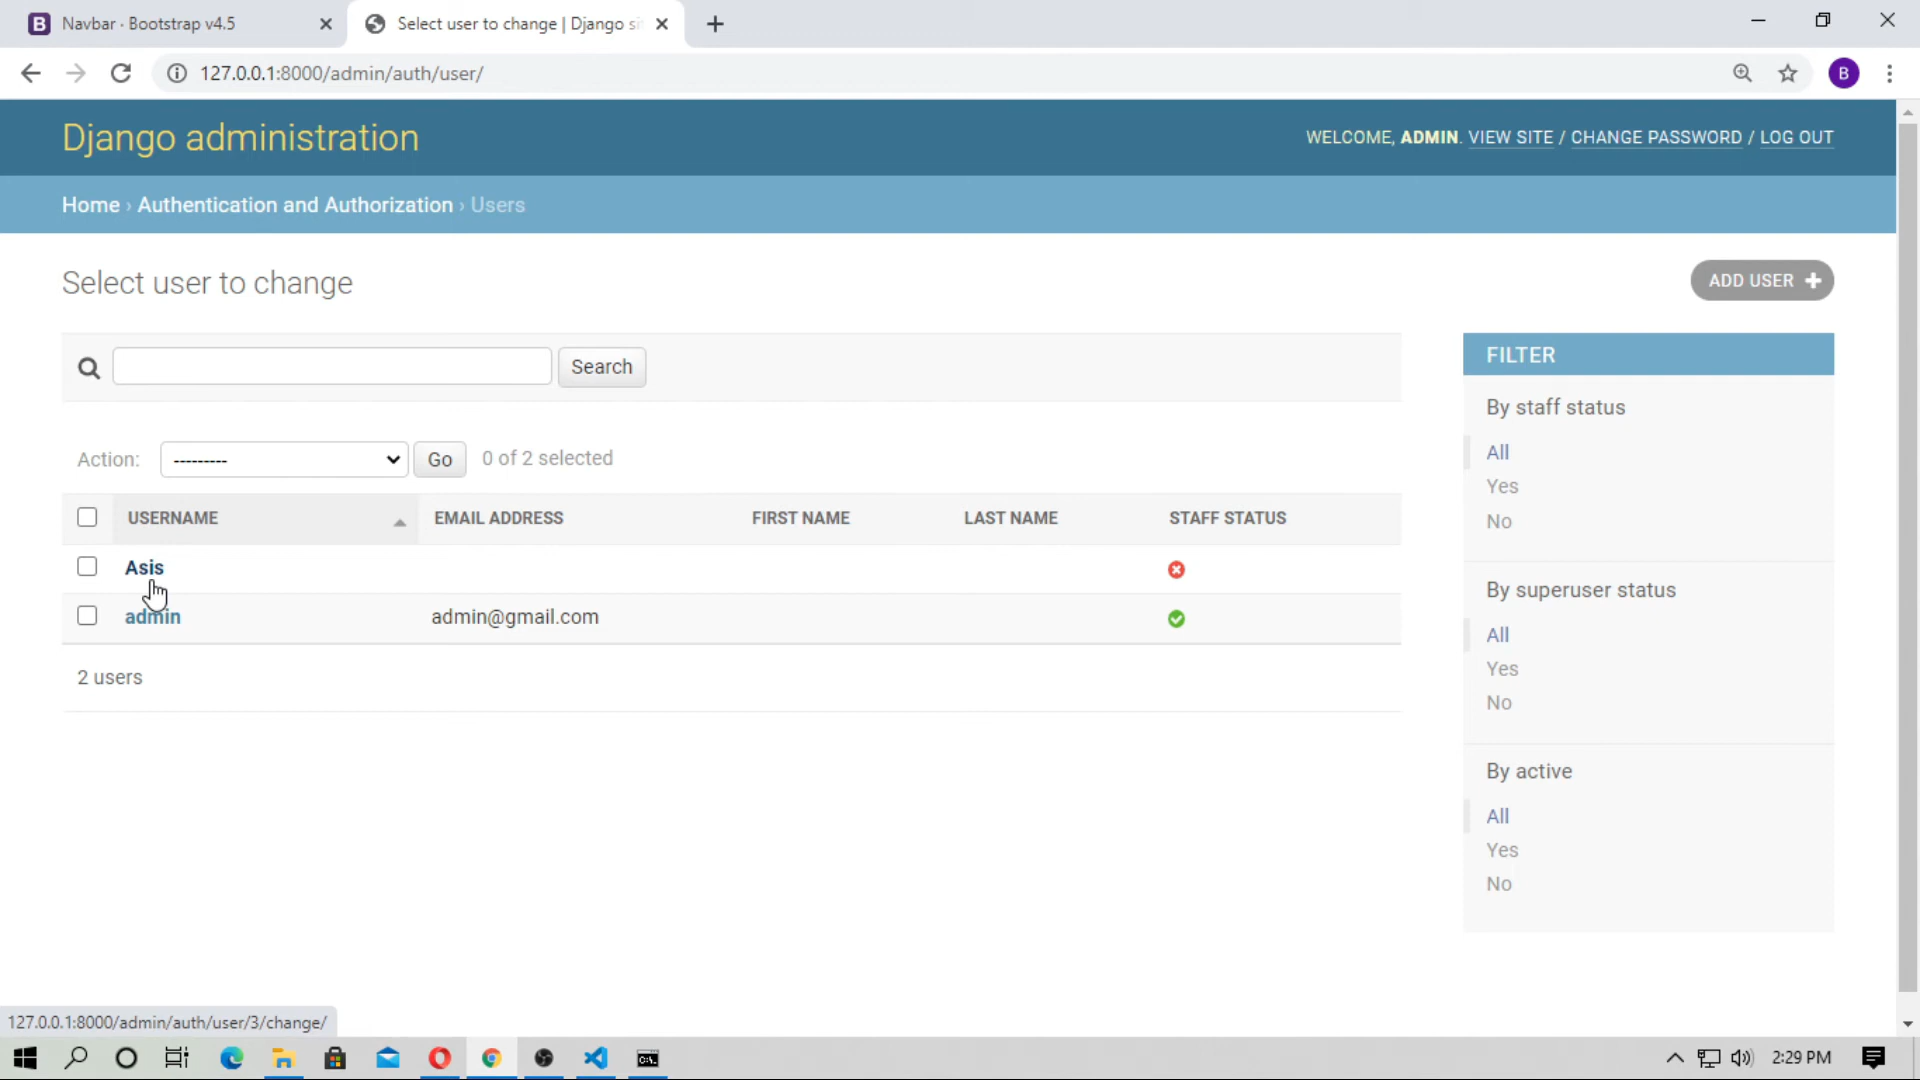 B Navbar · Bootstrap v4.5
Select user to change | Django si
127.0.0.1:8000/admin/auth/user/
B
Django administration
WELCOME, ADMIN. VIEW SITE / CHANGE PASSWORD / LOG OUT
Home › Authentication and Authorization › Users
Select user to change
ADD USER +
Search
FILTER
By staff status
All
Yes
No
By superuser status
All
Yes
No
By active
All
Yes
No
Action: --------- Go 0 of 2 selected
USERNAME EMAIL ADDRESS FIRST NAME LAST NAME STAFF STATUS
Asis
admin admin@gmail.com
2 users
127.0.0.1:8000/admin/auth/user/3/change/
2:29 PM